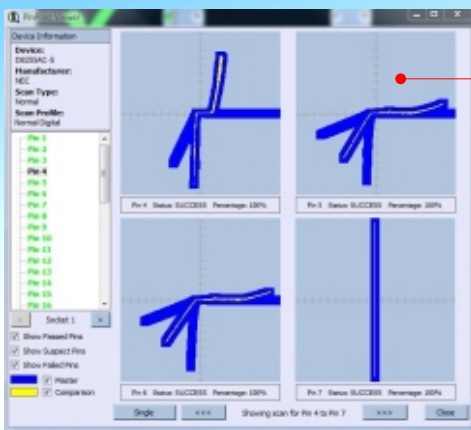 PinPrint Viewer
Device Information
Device:
D8255AC-5
Manufacturer:
NEC
Scan Type:
Normal
Scan Profile:
Normal Digital
Pin 1
Pin 2
Pin 3
Pin 4
Pin 5
Pin 6
Pin 7
Pin 8
Pin 9
Pin 10
Pin 11
Pin 12
Pin 13
Pin 14
Pin 15
Pin 16
< Socket 1 >
Show Passed Pins
Show Suspect Pins
Show Failed Pins
Master
Comparison
Pin 4 Status: SUCCESS Percentage: 100%
Pin 5 Status: SUCCESS Percentage: 100%
Pin 6 Status: SUCCESS Percentage: 100%
Pin 7 Status: SUCCESS Percentage: 100%
Single <<< Showing scan for Pin 4 to Pin 7 >>> Close